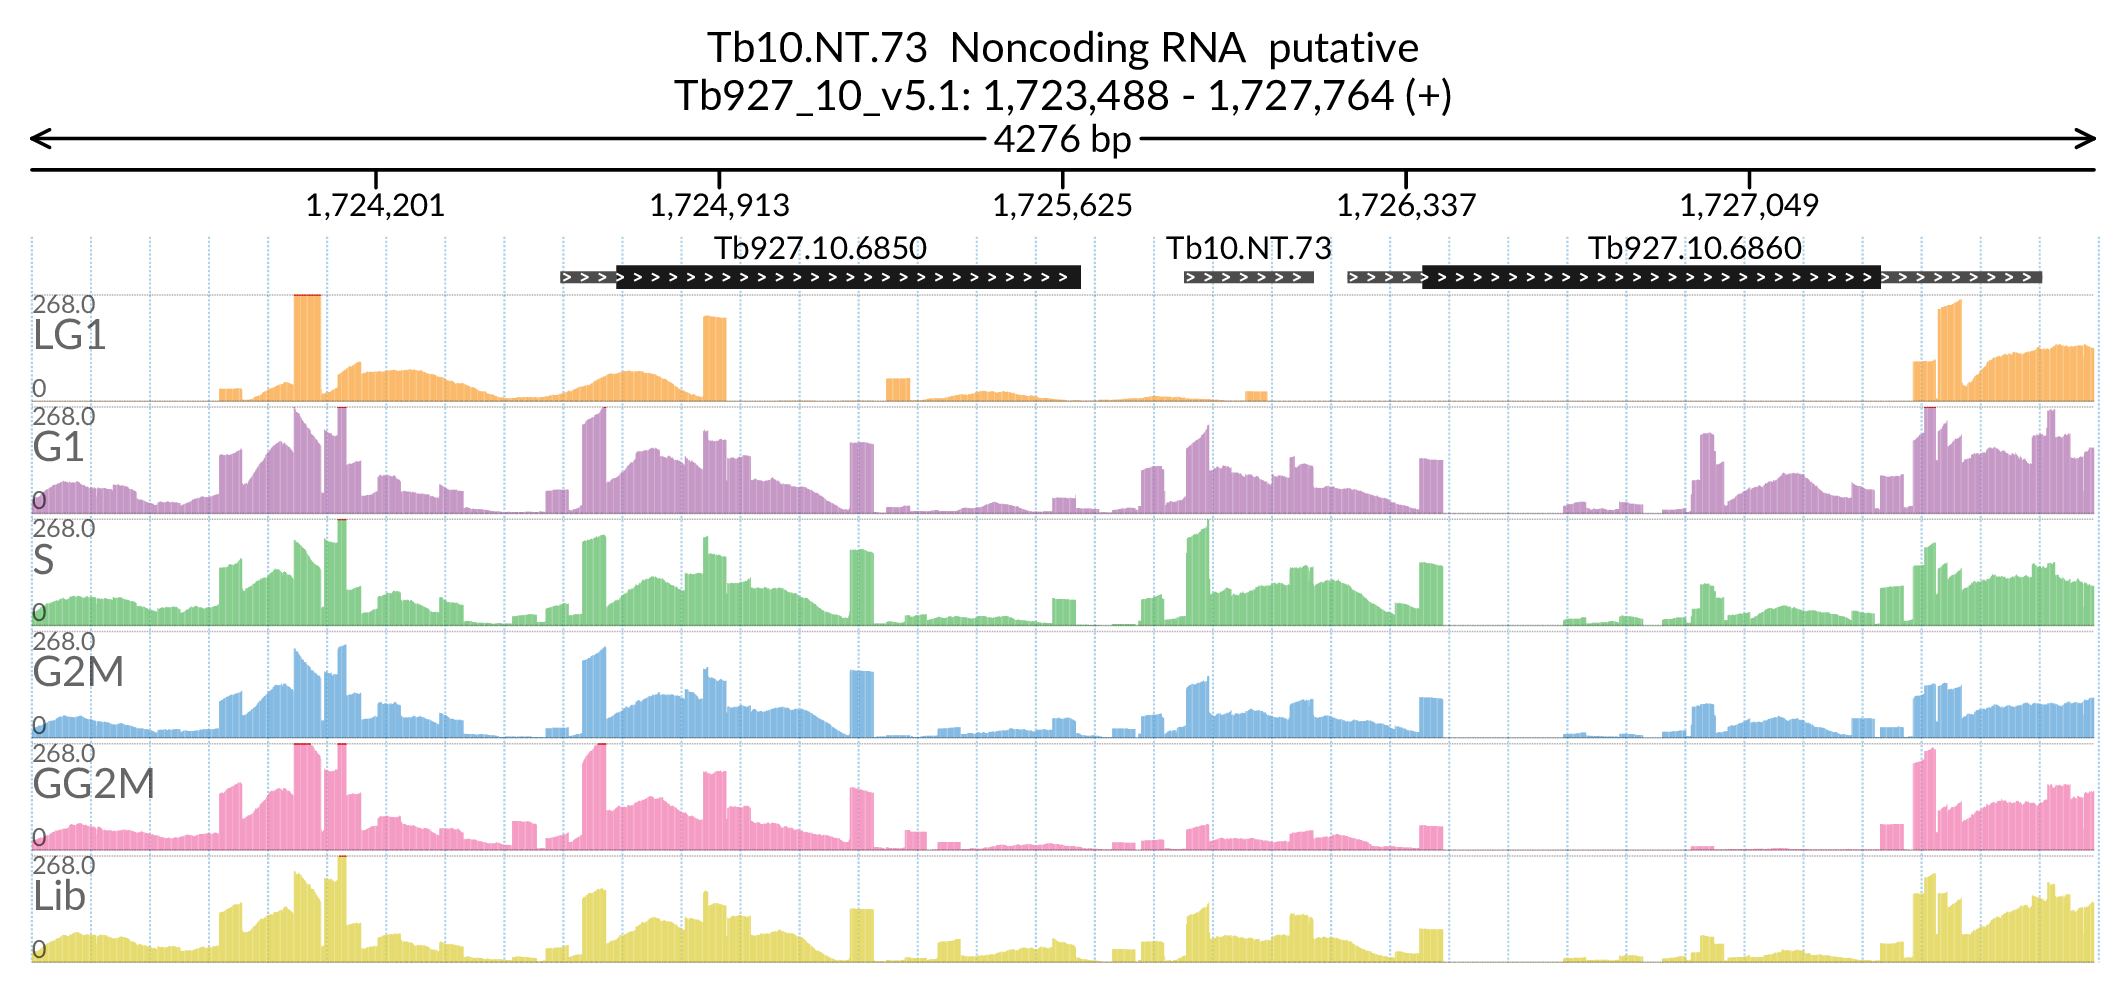 Tb10.NT.73 Noncoding RNA putative
Tb927_10_v5.1: 1,723,488 - 1,727,764 (+)
4276 bp
1,724,201 1,724,913 1,725,625 1,726,337 1,727,049
Tb927.10.6850 Tb10.NT.73 Tb927.10.6860
268.0
LG1
0
268.0
G1
0
268.0
S
0
268.0
G2M
0
268.0
GG2M
0
268.0
Lib
0